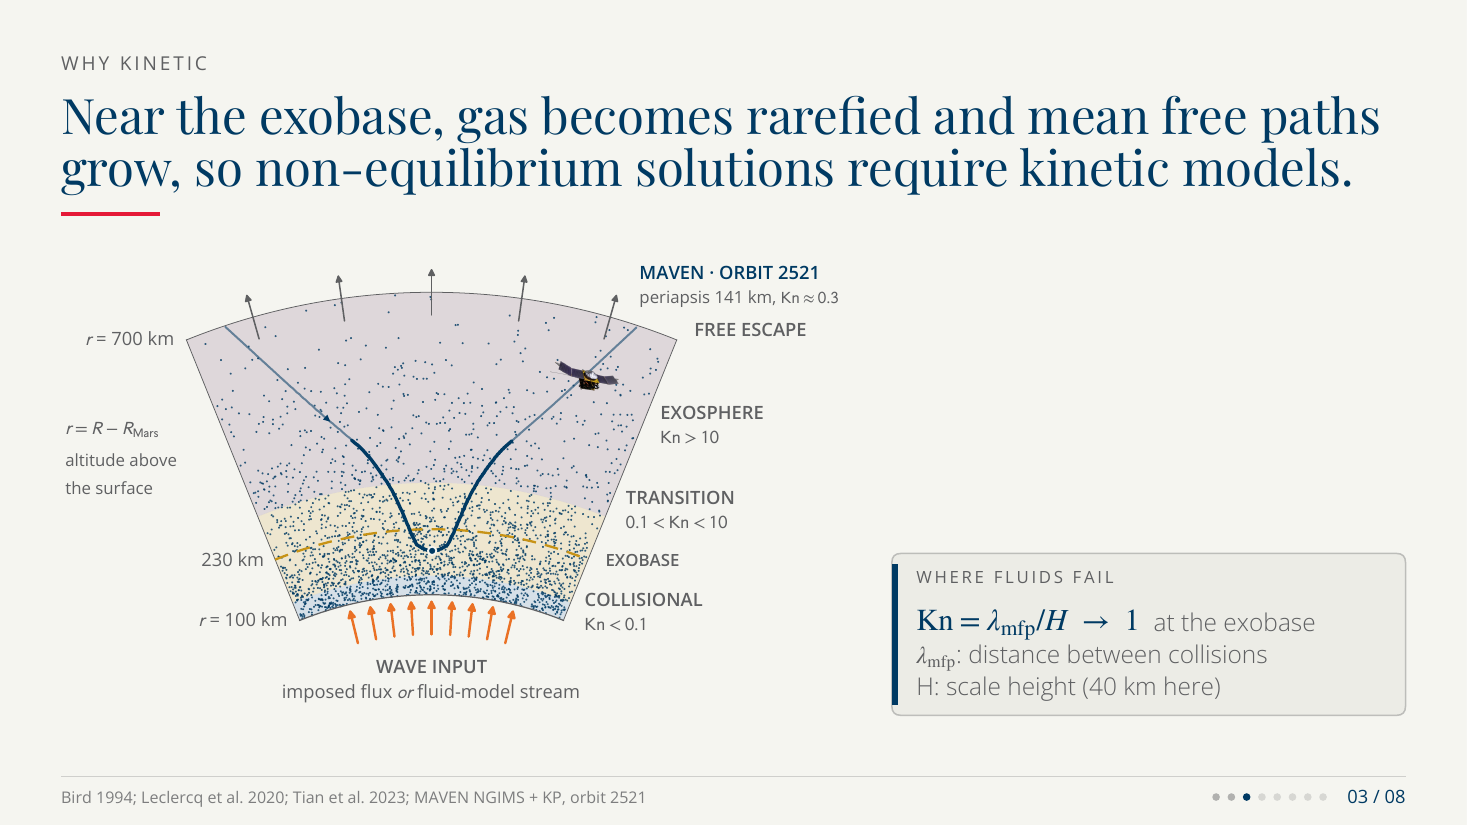 WHY KINETIC
Near the exobase, gas becomes rarefied and mean free paths
grow, so non-equilibrium solutions require kinetic models.
MAVEN · ORBIT 2521
periapsis 141 km, Kn ≈ 0.3
FREE ESCAPE
r = 700 km
EXOSPHERE
Kn > 10
r = R − R_Mars
altitude above
the surface
TRANSITION
0.1 < Kn < 10
230 km
EXOBASE
COLLISIONAL
Kn < 0.1
r = 100 km
WAVE INPUT
imposed flux or fluid-model stream
WHERE FLUIDS FAIL
Kn = λ_mfp/H → 1 at the exobase
λ_mfp: distance between collisions
H: scale height (40 km here)
Bird 1994; Leclercq et al. 2020; Tian et al. 2023; MAVEN NGIMS + KP, orbit 2521
03 / 08